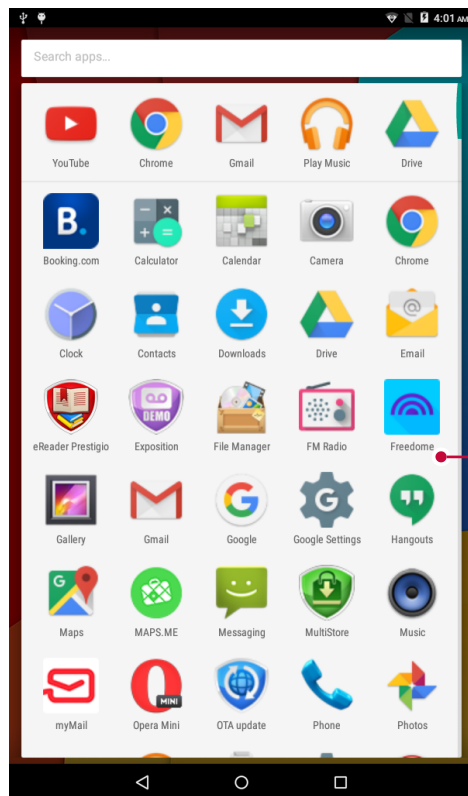 4:01 AM
Search apps...
YouTube Chrome Gmail Play Music Drive
B.
Booking.com Calculator Calendar Camera Chrome
Clock Contacts Downloads Drive Email
DEMO
eReader Prestigio Exposition File Manager FM Radio Freedome
G G
Gallery Gmail Google Google Settings Hangouts
G
Maps MAPS.ME Messaging MultiStore Music
MINI
myMail Opera Mini OTA update Phone Photos